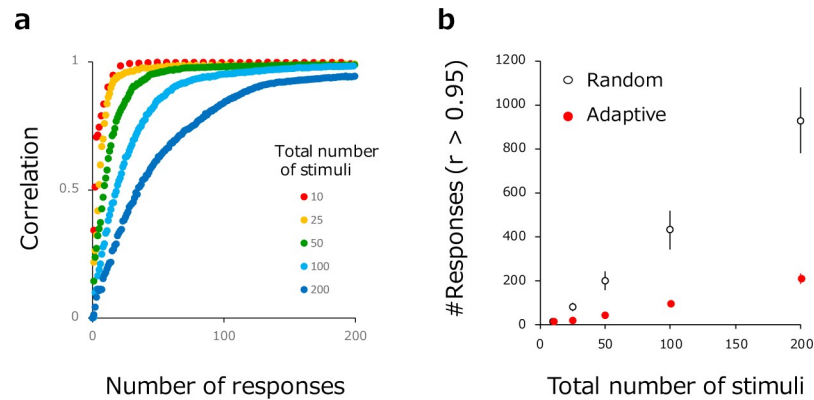 a
1
0.5
0
Correlation
0
100
200
Number of responses
Total number
of stimuli
10
25
50
100
200
b
1200
1000
800
600
400
200
0
#Responses (r > 0.95)
Random
Adaptive
0
50
100
150
200
Total number of stimuli